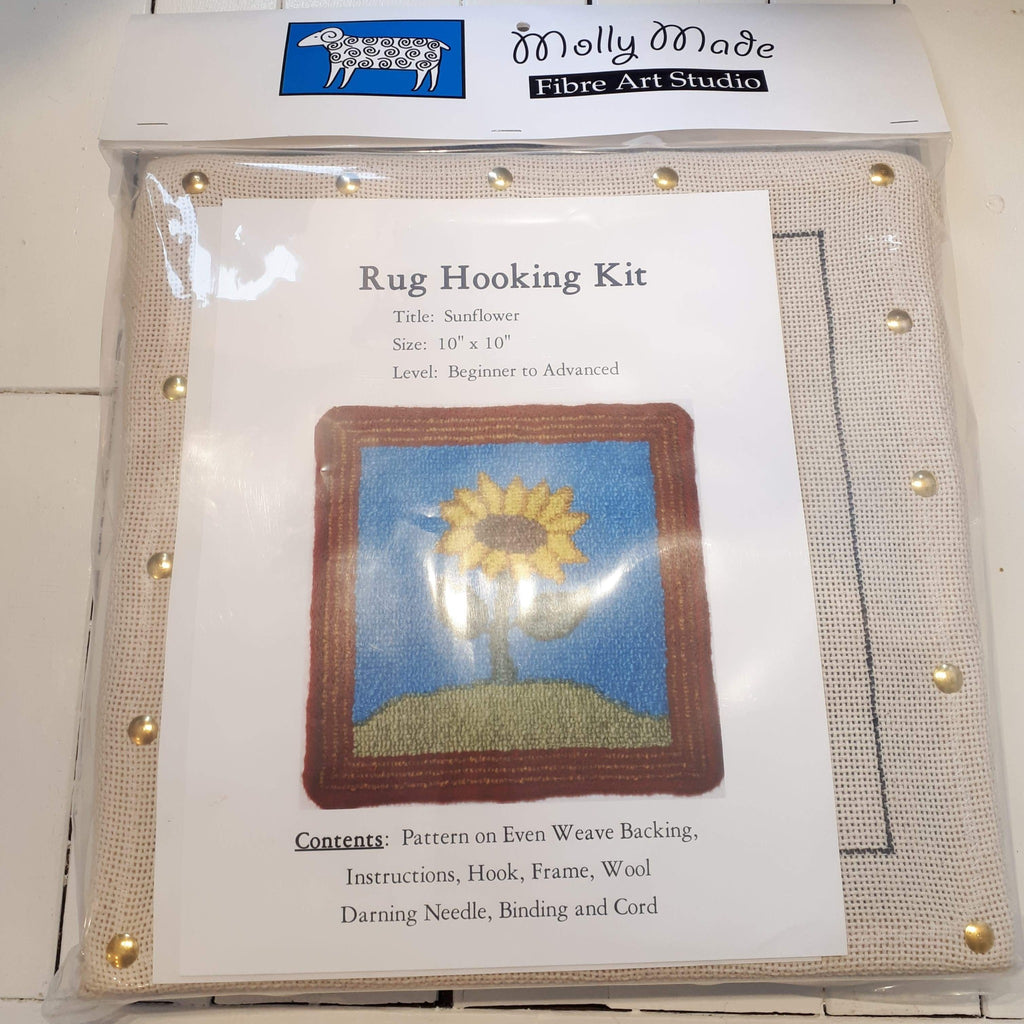 Molly Made
Fibre Art Studio
Rug Hooking Kit
Title: Sunflower
Size: 10" x 10"
Level: Beginner to Advanced
Contents: Pattern on Even Weave Backing,
Instructions, Hook, Frame, Wool
Darning Needle, Binding and Cord